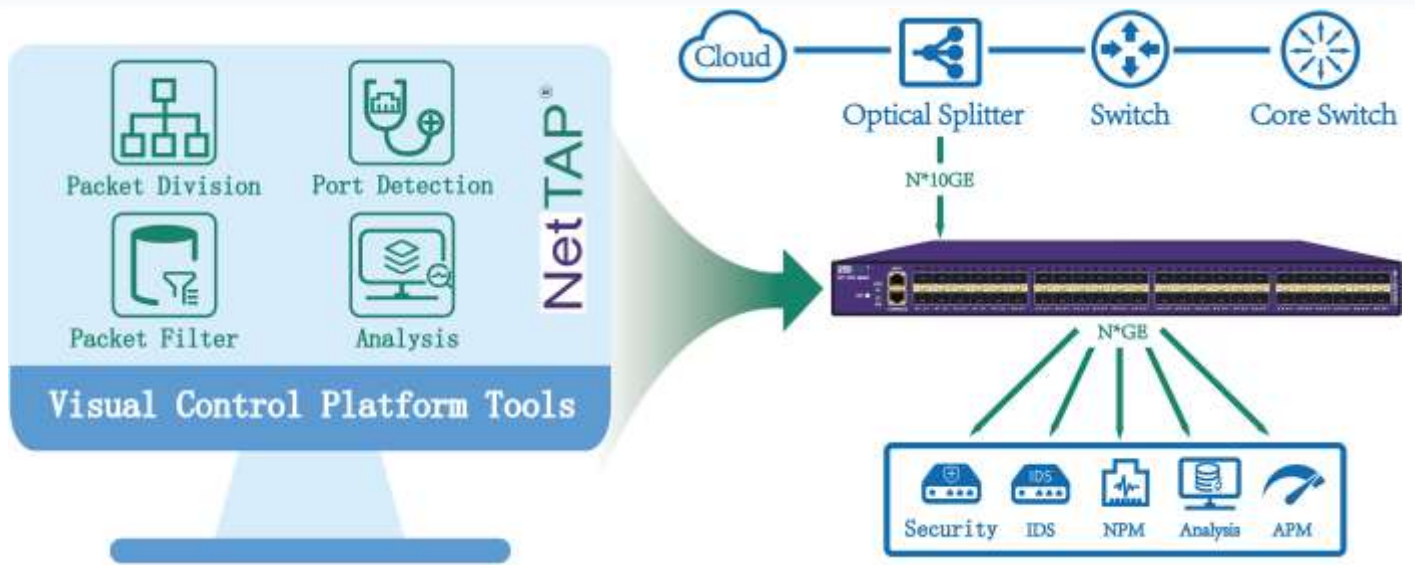 Packet Division
Port Detection
Packet Filter
Analysis
NetTAP®
Visual Control Platform Tools
Cloud
Optical Splitter
Switch
Core Switch
N*10GE
N*GE
IDS
Security
IDS
NPM
Analysis
APM